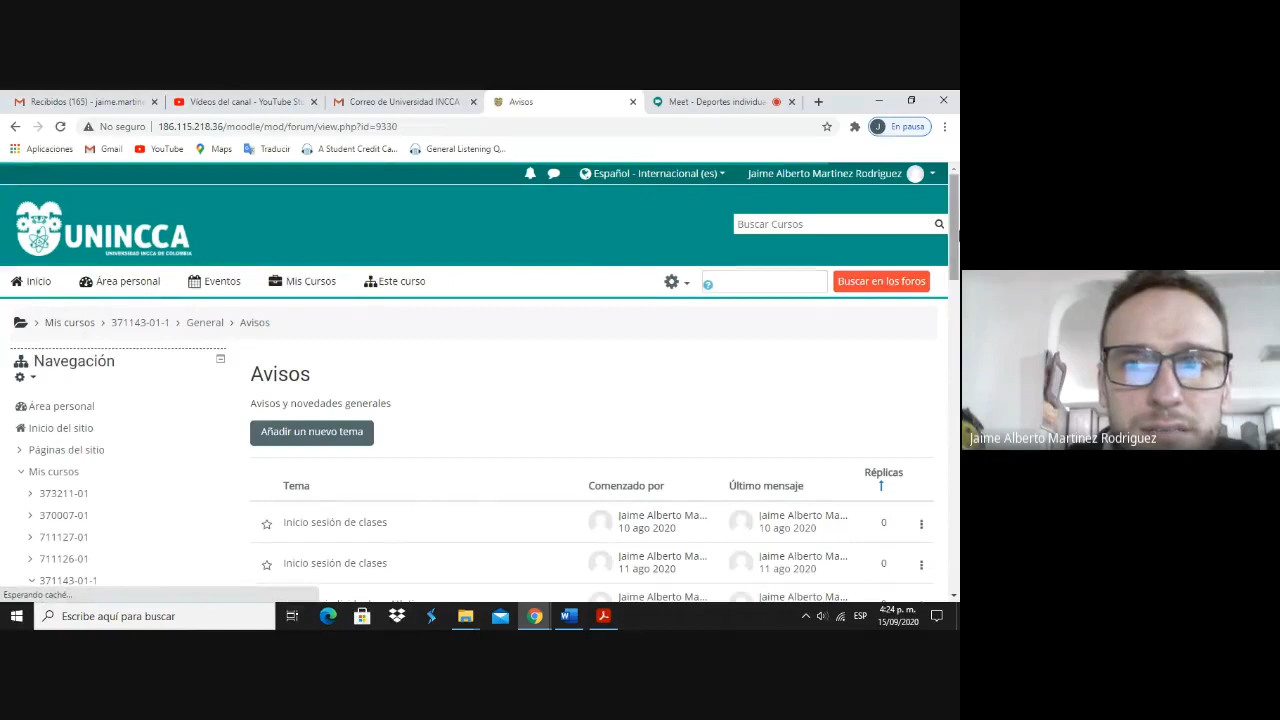 Recibidos (165) - jaime.martin
Vídeos del canal - YouTube Stu
Correo de Universidad INCCA
Avisos
Meet - Deportes individua
No seguro
186.115.218.36/moodle/mod/forum/view.php?id=9330
J
En pausa
Aplicaciones
Gmail
YouTube
Maps
Traducir
A Student Credit Ca...
General Listening Q...
Español - Internacional (es)
Jaime Alberto Martinez Rodriguez
UNINCCA
UNIVERSIDAD INCCA DE COLOMBIA
Buscar Cursos
Inicio
Área personal
Eventos
Mis Cursos
Este curso
Buscar en los foros
Mis cursos > 371143-01-1 > General > Avisos
Navegación
Área personal
Inicio del sitio
Páginas del sitio
Mis cursos
373211-01
370007-01
711127-01
711126-01
371143-01-1
Avisos
Avisos y novedades generales
Añadir un nuevo tema
Tema
Comenzado por
Último mensaje
Réplicas
Inicio sesión de clases
Jaime Alberto Ma...
10 ago 2020
Jaime Alberto Ma...
10 ago 2020
0
Inicio sesión de clases
Jaime Alberto Ma...
11 ago 2020
Jaime Alberto Ma...
11 ago 2020
0
Esperando caché...
Escribe aquí para buscar
ESP
4:24 p. m.
15/09/2020
Jaime Alberto Martinez Rodriguez